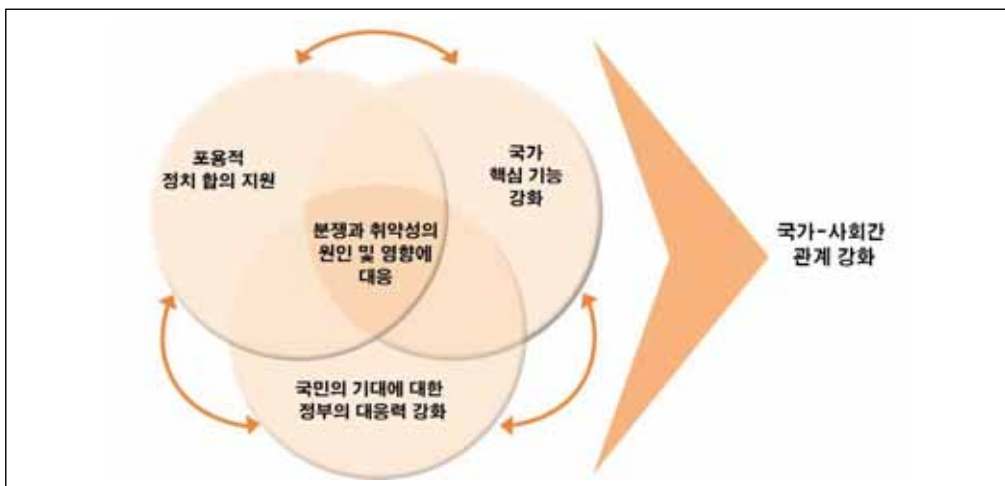 포용적
정치 합의 지원
국가
핵심 기능
강화
분쟁과 취약성의
원인 및 영향에
대응
국민의 기대에 대한
정부의 대응력 강화
국가-사회간
관계 강화